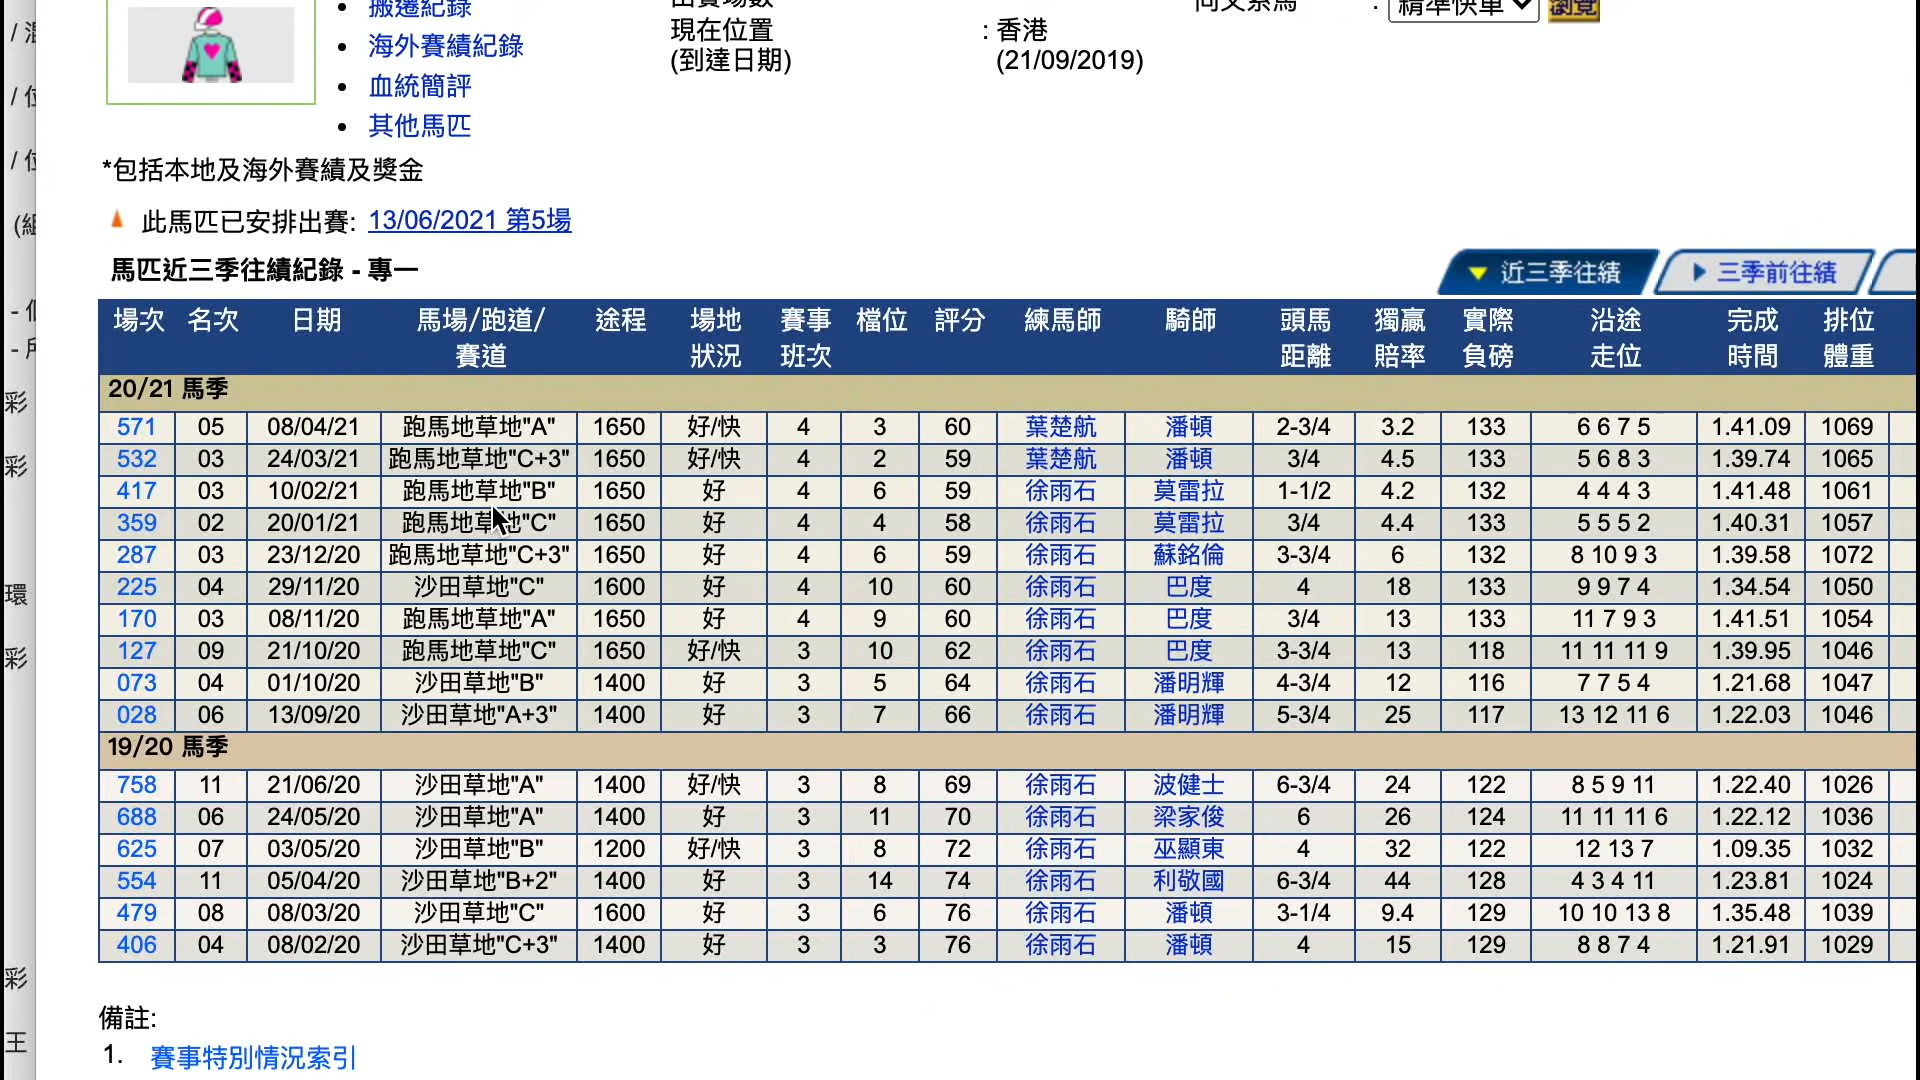 搬遷紀錄
海外賽績紀錄
血統簡評
其他馬匹
現在位置 : 香港
(到達日期) (21/09/2019)
同父系馬 : 精準快車 瀏覽
*包括本地及海外賽績及獎金
此馬匹已安排出賽: 13/06/2021 第5場
馬匹近三季往績紀錄 - 專一
近三季往績 三季前往績
場次 名次 日期 馬場/跑道/ 途程 場地 賽事 檔位 評分 練馬師 騎師 頭馬 獨贏 實際 沿途 完成 排位
賽道 狀況 班次 距離 賠率 負磅 走位 時間 體重
20/21 馬季
571 05 08/04/21 跑馬地草地"A" 1650 好/快 4 3 60 葉楚航 潘頓 2-3/4 3.2 133 6 6 7 5 1.41.09 1069
532 03 24/03/21 跑馬地草地"C+3" 1650 好/快 4 2 59 葉楚航 潘頓 3/4 4.5 133 5 6 8 3 1.39.74 1065
417 03 10/02/21 跑馬地草地"B" 1650 好 4 6 59 徐雨石 莫雷拉 1-1/2 4.2 132 4 4 4 3 1.41.48 1061
359 02 20/01/21 跑馬地草地"C" 1650 好 4 4 58 徐雨石 莫雷拉 3/4 4.4 133 5 5 5 2 1.40.31 1057
287 03 23/12/20 跑馬地草地"C+3" 1650 好 4 6 59 徐雨石 蘇銘倫 3-3/4 6 132 8 10 9 3 1.39.58 1072
225 04 29/11/20 沙田草地"C" 1600 好 4 10 60 徐雨石 巴度 4 18 133 9 9 7 4 1.34.54 1050
170 03 08/11/20 跑馬地草地"A" 1650 好 4 9 60 徐雨石 巴度 3/4 13 133 11 7 9 3 1.41.51 1054
127 09 21/10/20 跑馬地草地"C" 1650 好/快 3 10 62 徐雨石 巴度 3-3/4 13 118 11 11 11 9 1.39.95 1046
073 04 01/10/20 沙田草地"B" 1400 好 3 5 64 徐雨石 潘明輝 4-3/4 12 116 7 7 5 4 1.21.68 1047
028 06 13/09/20 沙田草地"A+3" 1400 好 3 7 66 徐雨石 潘明輝 5-3/4 25 117 13 12 11 6 1.22.03 1046
19/20 馬季
758 11 21/06/20 沙田草地"A" 1400 好/快 3 8 69 徐雨石 波健士 6-3/4 24 122 8 5 9 11 1.22.40 1026
688 06 24/05/20 沙田草地"A" 1400 好 3 11 70 徐雨石 梁家俊 6 26 124 11 11 11 6 1.22.12 1036
625 07 03/05/20 沙田草地"B" 1200 好/快 3 8 72 徐雨石 巫顯東 4 32 122 12 13 7 1.09.35 1032
554 11 05/04/20 沙田草地"B+2" 1400 好 3 14 74 徐雨石 利敬國 6-3/4 44 128 4 3 4 11 1.23.81 1024
479 08 08/03/20 沙田草地"C" 1600 好 3 6 76 徐雨石 潘頓 3-1/4 9.4 129 10 10 13 8 1.35.48 1039
406 04 08/02/20 沙田草地"C+3" 1400 好 3 3 76 徐雨石 潘頓 4 15 129 8 8 7 4 1.21.91 1029
備註:
1. 賽事特別情況索引
彩
彩
環
彩
彩
王